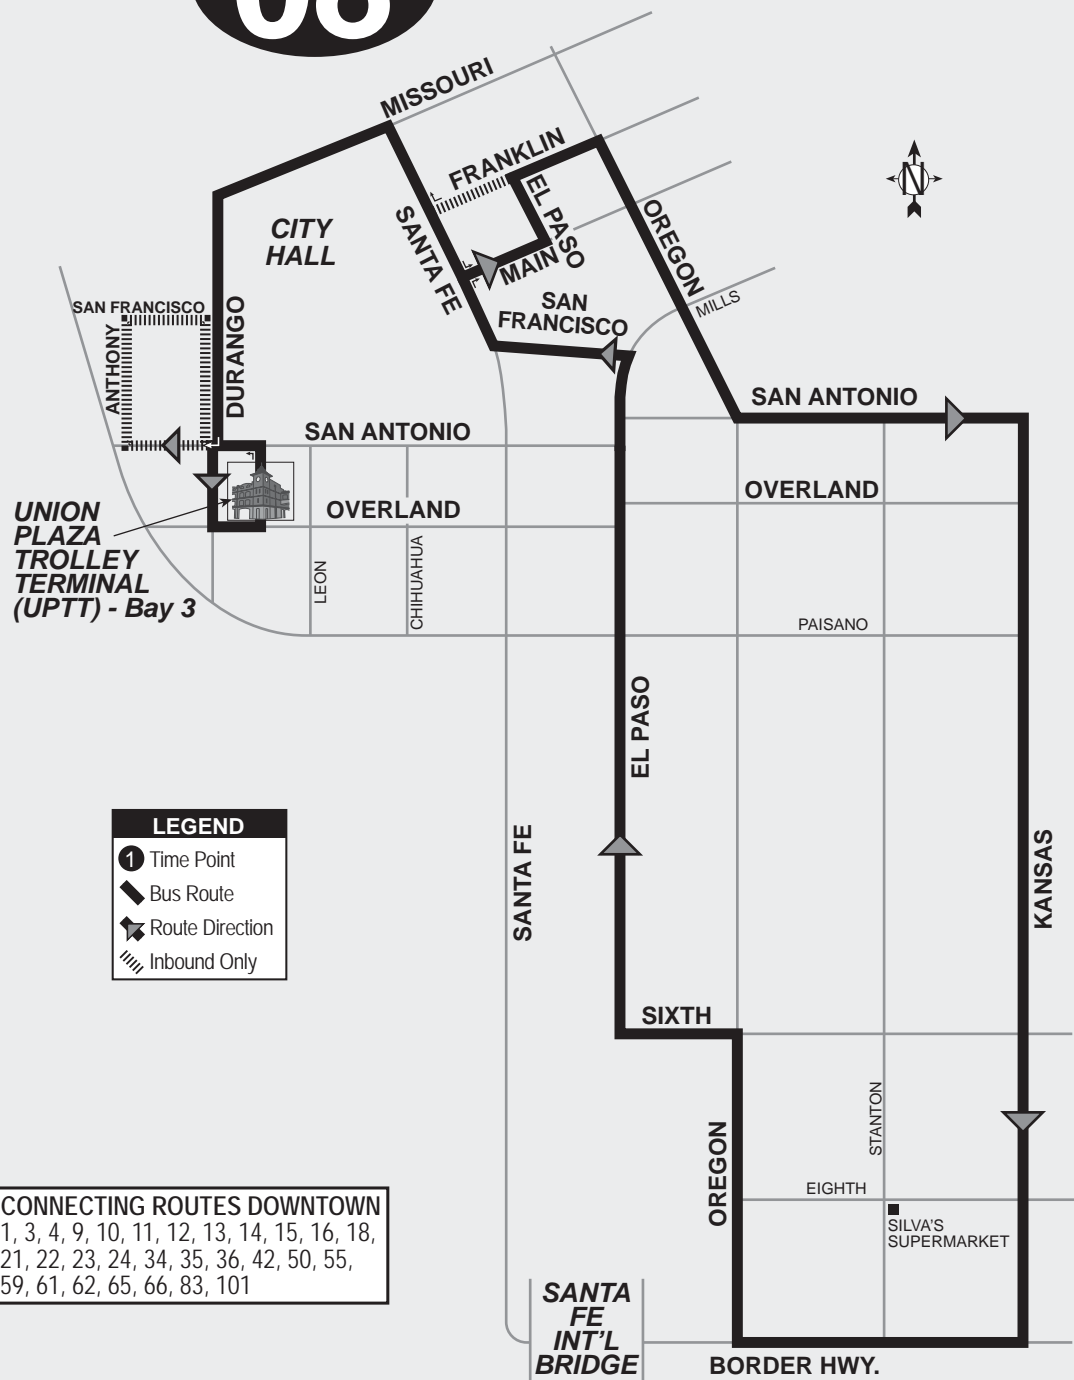 08
MISSOURI
FRANKLIN
EL PASO
SANTA FE
MAIN
OREGON
N
CITY
HALL
SAN
FRANCISCO
MILLS
SAN FRANCISCO
ANTHONY
DURANGO
SAN ANTONIO
SAN ANTONIO
OVERLAND
OVERLAND
UNION
PLAZA
TROLLEY
TERMINAL
(UPTT) - Bay 3
LEON
CHIHUAHUA
PAISANO
EL PASO
SANTA FE
KANSAS
LEGEND
1 Time Point
Bus Route
Route Direction
Inbound Only
SIXTH
OREGON
STANTON
EIGHTH
SILVA'S
SUPERMARKET
CONNECTING ROUTES DOWNTOWN
1, 3, 4, 9, 10, 11, 12, 13, 14, 15, 16, 18,
21, 22, 23, 24, 34, 35, 36, 42, 50, 55,
59, 61, 62, 65, 66, 83, 101
SANTA
FE
INT'L
BRIDGE
BORDER HWY.